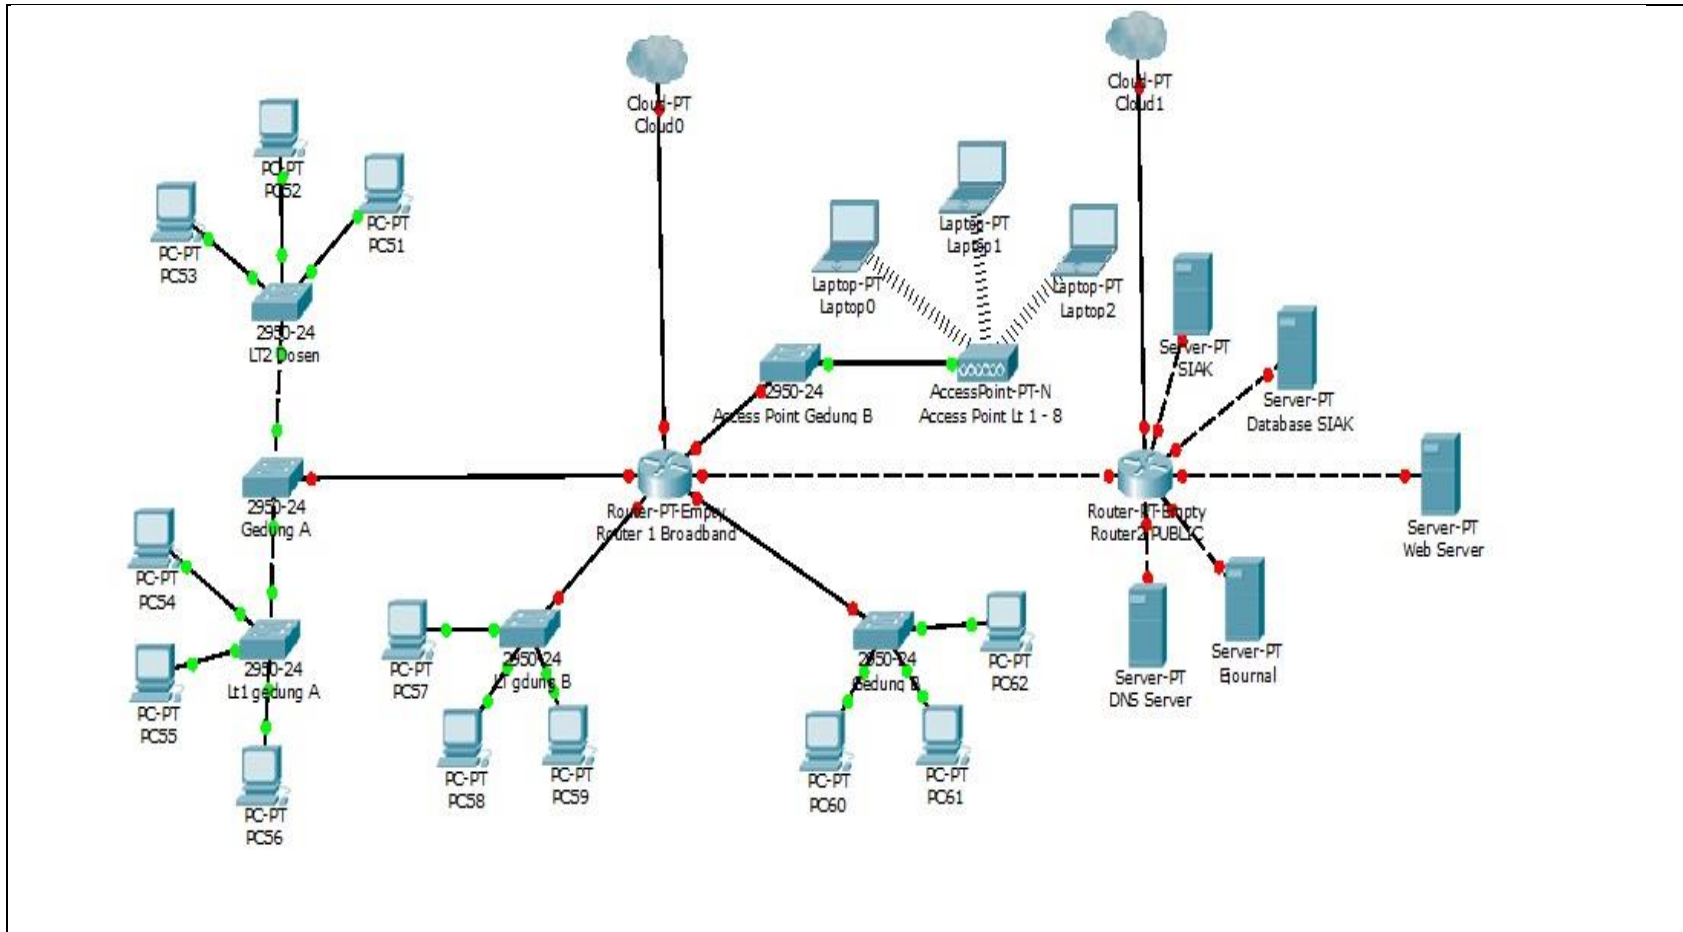 Cloud-PT
Cloud0
Cloud-PT
Cloud1
PC-PT
PC52
PC-PT
PC51
PC-PT
PC53
2950-24
LT2 Dosen
Laptop-PT
Laptop1
Laptop-PT
Laptop0
Laptop-PT
Laptop2
Server-PT
SIAK
Server-PT
Database SIAK
2950-24
Access Point Gedung B
AccessPoint-PT-N
Access Point Lt 1 - 8
2950-24
Gedung A
Router-PT-Empty
Router 1 Broadband
Router-PT-Empty
Router2 PUBLIC
Server-PT
Web Server
PC-PT
PC54
2950-24
Lt1 gedung A
PC-PT
PC55
PC-PT
PC56
PC-PT
PC57
2950-24
gdung B
PC-PT
PC58
PC-PT
PC59
2950-24
Gedung
PC-PT
PC62
PC-PT
PC60
PC-PT
PC61
Server-PT
DNS Server
Server-PT
Ejournal